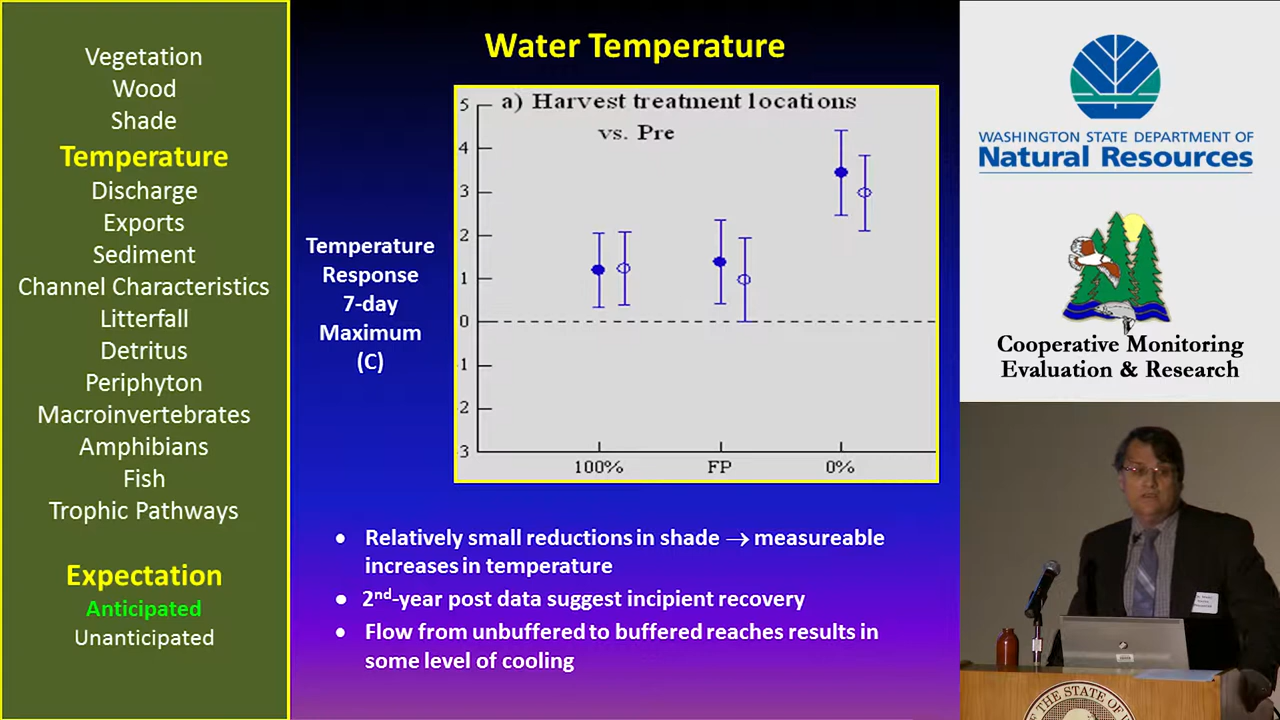 Vegetation
Wood
Shade
Temperature
Discharge
Exports
Sediment
Channel Characteristics
Litterfall
Detritus
Periphyton
Macroinvertebrates
Amphibians
Fish
Trophic Pathways
Expectation
Anticipated
Unanticipated
Water Temperature
a) Harvest treatment locations
vs. Pre
5
4
3
2
1
0
1
2
3
100% FP 0%
Temperature
Response
7-day
Maximum
(C)
• Relatively small reductions in shade → measureable
increases in temperature
• 2nd-year post data suggest incipient recovery
• Flow from unbuffered to buffered reaches results in
some level of cooling
WASHINGTON STATE DEPARTMENT OF
Natural Resources
Cooperative Monitoring
Evaluation & Research
THE STATE OF